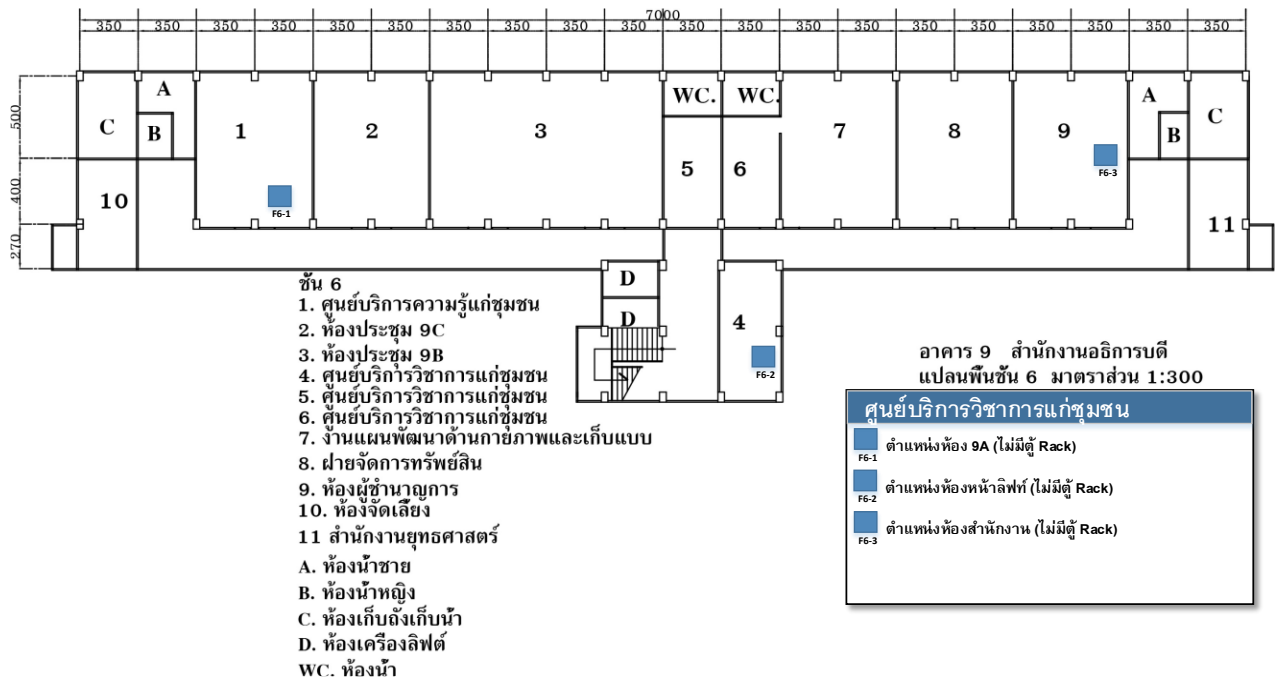 7000
350 350 350 350 350 350 350 350 350 350 350 350 350 350 350 350 350 350 350 350
500
400
270
C A B 1 2 3 WC. WC. 5 6 7 8 9 A B C
10 11
F6-1
F6-3
D
D
4
F6-2
ชั้น 6
1. ศูนย์บริการความรู้แก่ชุมชน
2. ห้องประชุม 9C
3. ห้องประชุม 9B
4. ศูนย์บริการวิชาการแก่ชุมชน
5. ศูนย์บริการวิชาการแก่ชุมชน
6. ศูนย์บริการวิชาการแก่ชุมชน
7. งานแผนพัฒนาด้านกายภาพและเก็บแบบ
8. ฝ่ายจัดการทรัพย์สิน
9. ห้องผู้ชำนาญการ
10. ห้องจัดเลี้ยง
11 สำนักงานยุทธศาสตร์
A. ห้องน้ำชาย
B. ห้องน้ำหญิง
C. ห้องเก็บถังเก็บน้ำ
D. ห้องเครื่องลิฟต์
WC. ห้องน้ำ
อาคาร 9 สำนักงานอธิการบดี
แปลนพื้นชั้น 6 มาตราส่วน 1:300
ศูนย์บริการวิชาการแก่ชุมชน
F6-1 ตำแหน่งห้อง 9A (ไม่มีตู้ Rack)
F6-2 ตำแหน่งห้องหน้าลิฟท์ (ไม่มีตู้ Rack)
F6-3 ตำแหน่งห้องสำนักงาน (ไม่มีตู้ Rack)